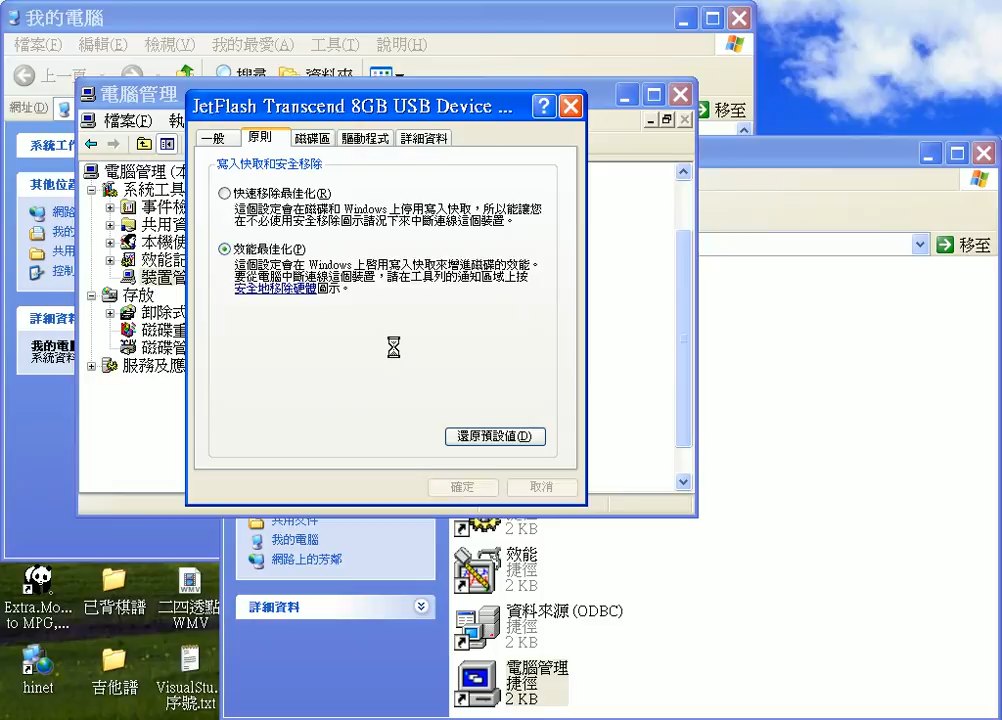 我的電腦
檔案(F) 編輯(E) 檢視(V) 我的最愛(A) 工具(T) 說明(H)
上一頁
搜尋
資料夾
網址(D)
移至
系統工作
其他位置
網路
我的
共用
控制
詳細資料
我的電腦
系統資料
電腦管理
檔案(F) 執
電腦管理 (本
系統工具
事件檢
共用資
本機使
效能記
裝置管
存放
卸除式
磁碟重
磁碟管
服務及應
JetFlash Transcend 8GB USB Device ...
一般 原則 磁碟區 驅動程式 詳細資料
寫入快取和安全移除
快速移除最佳化(R)
這個設定會在磁碟和 Windows 上停用寫入快取，所以能讓您
在不必使用安全移除圖示諸況下來中斷連線這個裝置。
效能最佳化(P)
這個設定會在 Windows 上啓用寫入快取來增進磁碟的效能。
要從電腦中斷連線這個裝置，請在工具列的通知區域上按
安全地移除硬體圖示。
還原預設值(D)
確定 取消
移至
共用文件
我的電腦
網路上的芳鄰
詳細資料
2 KB
效能
捷徑
2 KB
資料來源 (ODBC)
捷徑
2 KB
電腦管理
捷徑
2 KB
Extra.Mo...
to MPG,...
已背棋譜
二四透點
WMV
hinet
吉他譜
VisualStu...
序號.txt